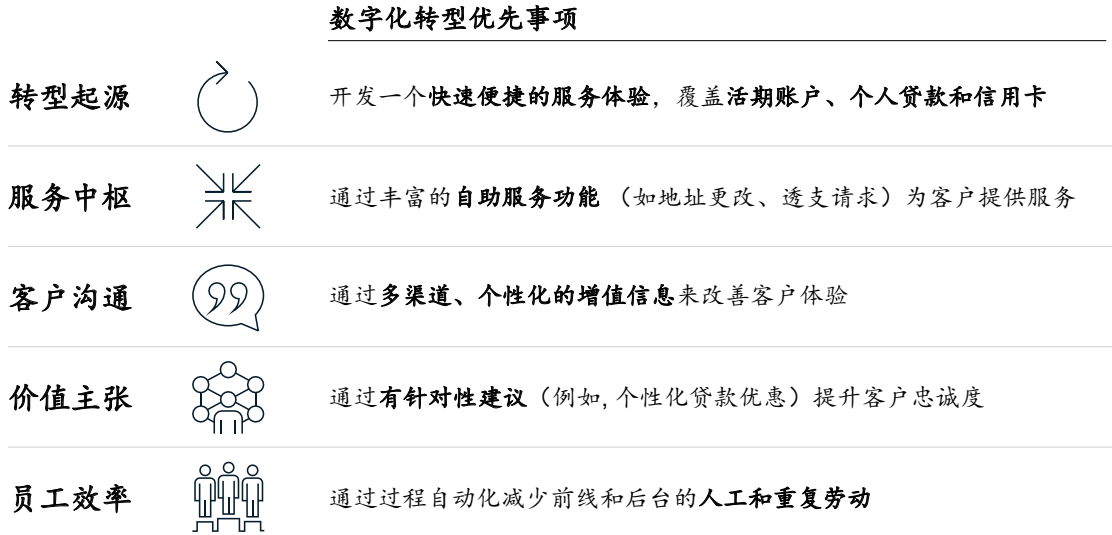 数字化转型优先事项
转型起源
开发一个快速便捷的服务体验，覆盖活期账户、个人贷款和信用卡
服务中枢
通过丰富的自助服务功能 （如地址更改、透支请求）为客户提供服务
客户沟通
通过多渠道、个性化的增值信息来改善客户体验
价值主张
通过有针对性建议（例如, 个性化贷款优惠）提升客户忠诚度
员工效率
通过过程自动化减少前线和后台的人工和重复劳动